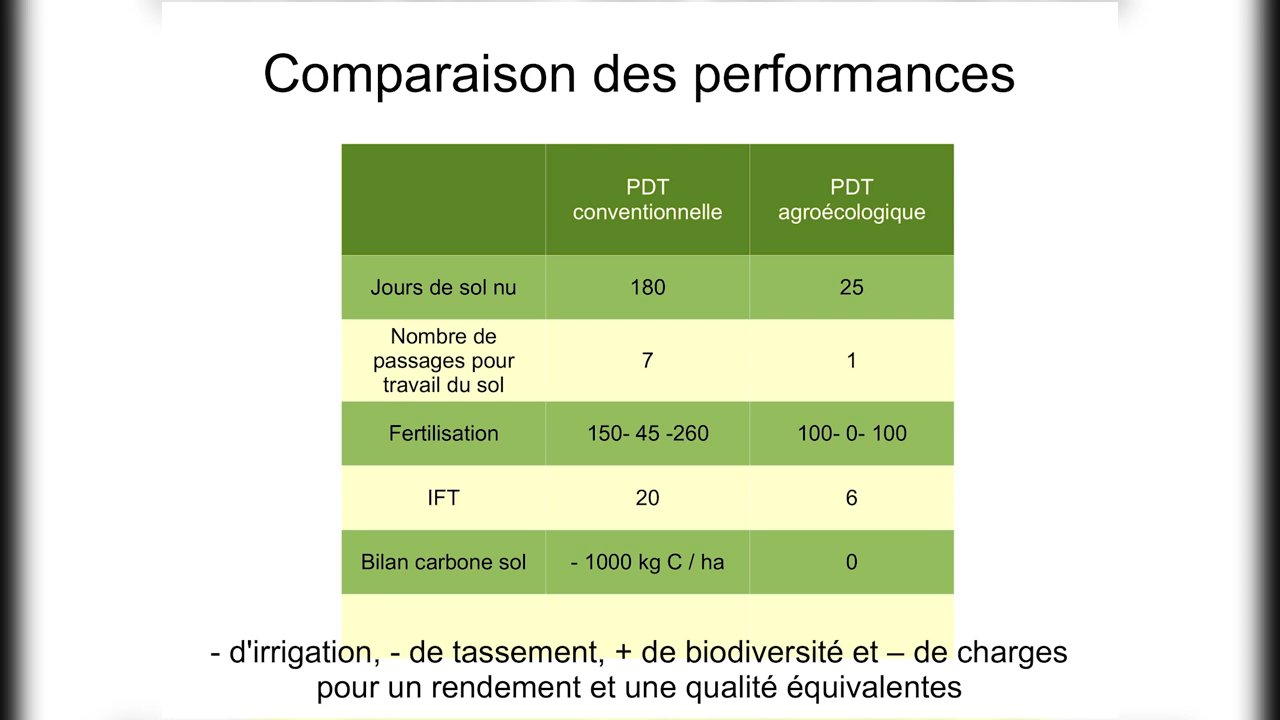 Comparaison des performances
PDT
conventionnelle
PDT
agroécologique
Jours de sol nu
180
25
Nombre de
passages pour
travail du sol
7
1
Fertilisation
150- 45 -260
100- 0- 100
IFT
20
6
Bilan carbone sol
- 1000 kg C / ha
0
- d'irrigation, - de tassement, + de biodiversité et – de charges
pour un rendement et une qualité équivalentes